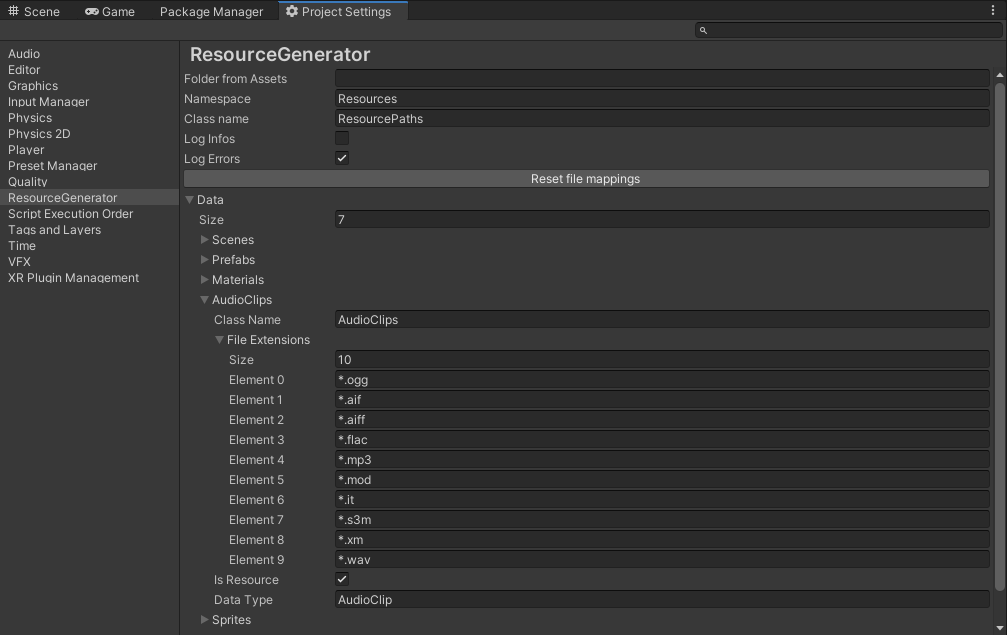 Scene Game Package Manager Project Settings
Audio
Editor
Graphics
Input Manager
Physics
Physics 2D
Player
Preset Manager
Quality
ResourceGenerator
Script Execution Order
Tags and Layers
Time
VFX
XR Plugin Management
ResourceGenerator
Folder from Assets
Namespace Resources
Class name ResourcePaths
Log Infos
Log Errors
Reset file mappings
Data
Size 7
Scenes
Prefabs
Materials
AudioClips
Class Name AudioClips
File Extensions
Size 10
Element 0 *.ogg
Element 1 *.aif
Element 2 *.aiff
Element 3 *.flac
Element 4 *.mp3
Element 5 *.mod
Element 6 *.it
Element 7 *.s3m
Element 8 *.xm
Element 9 *.wav
Is Resource
Data Type AudioClip
Sprites